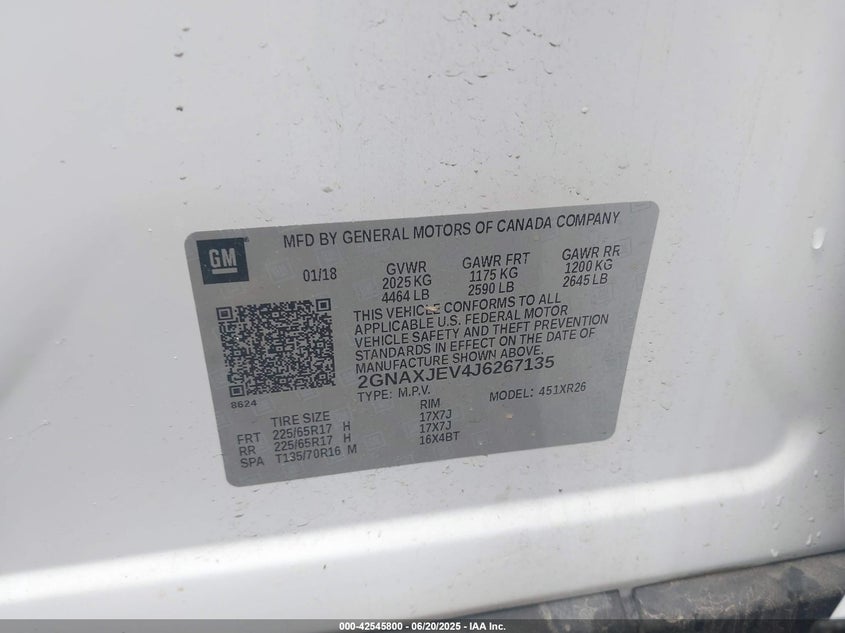 MFD BY GENERAL MOTORS OF CANADA COMPANY
GM
01/18
GVWR GAWR FRT GAWR RR
2025 KG 1175 KG 1200 KG
4464 LB 2590 LB 2645 LB
THIS VEHICLE CONFORMS TO ALL
APPLICABLE U.S. FEDERAL MOTOR
VEHICLE SAFETY AND THEFT PREVENTION
STANDARDS IN EFFECT ON THE DATE OF
MANUFACTURE SHOWN ABOVE.
2GNAXJEV4J6267135
TYPE: M.P.V. MODEL: 451XR26
8624
TIRE SIZE RIM
FRT 225/65R17 H 17X7J
RR 225/65R17 H 17X7J
SPA T135/70R16 M 16X4BT
000-42545800 - 06/20/2025 - IAA Inc.